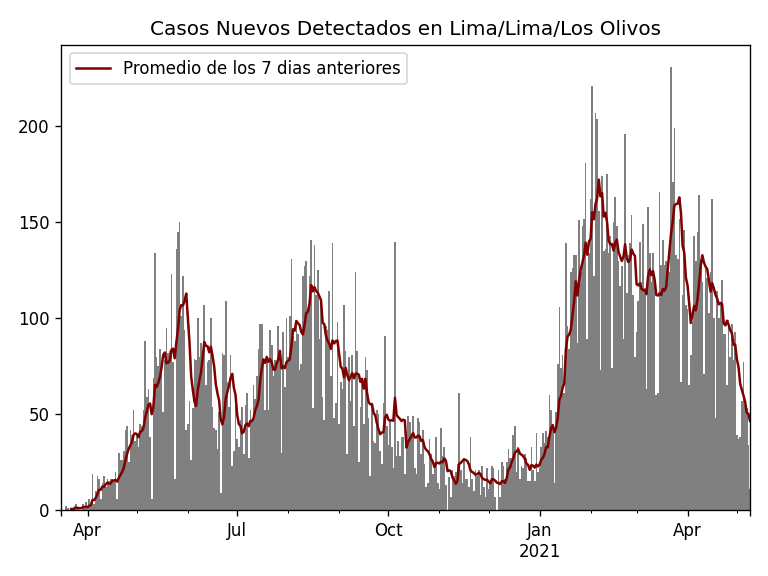 Casos Nuevos Detectados en Lima/Lima/Los Olivos
Promedio de los 7 dias anteriores
200
150
100
50
0
Apr
Jul
Oct
Jan
2021
Apr